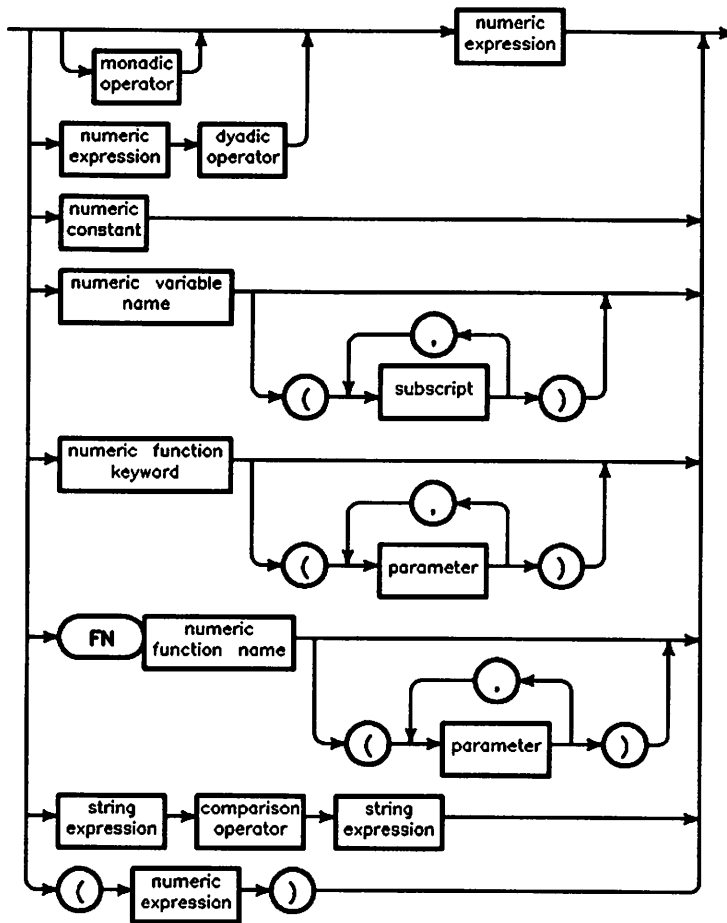 numeric
expression
monadic
operator
numeric
expression
dyadic
operator
numeric
constant
numeric variable
name
,
(
subscript
)
numeric function
keyword
,
(
parameter
)
FN
numeric
function name
,
(
parameter
)
string
expression
comparison
operator
string
expression
(
numeric
expression
)